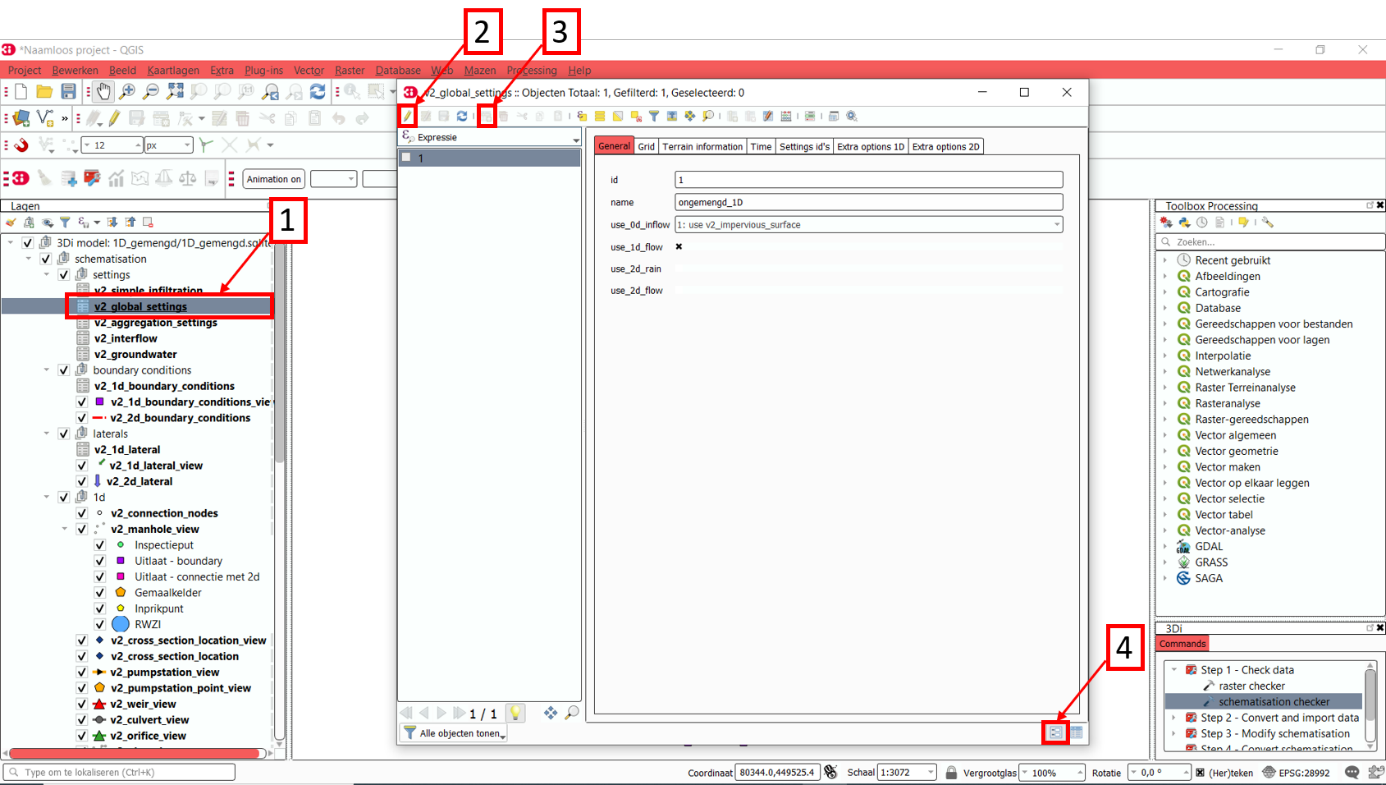 2
3
*Naamloos project - QGIS
Project Bewerken Beeld Kaartlagen Extra Plug-ins Vector Raster Database Web Mazen Processing Help
v2_global_settings :: Objecten Totaal: 1, Gefilterd: 1, Geselecteerd: 0
12
px
Animation on
Expressie
1
General
Grid
Terrain information
Time
Settings id's
Extra options 1D
Extra options 2D
id
1
name
ongemengd_1D
use_0d_inflow
1: use v2_impervious_surface
use_1d_flow
use_2d_rain
use_2d_flow
1 / 1
Alle objecten tonen
4
Lagen
1
3Di model: 1D_gemengd/1D_gemengd.sqlite
schematisation
settings
v2_simple_infiltration
v2_global_settings
v2_aggregation_settings
v2_interflow
v2_groundwater
boundary conditions
v2_1d_boundary_conditions
v2_1d_boundary_conditions_vie
v2_2d_boundary_conditions
laterals
v2_1d_lateral
v2_1d_lateral_view
v2_2d_lateral
1d
v2_connection_nodes
v2_manhole_view
Inspectieput
Uitlaat - boundary
Uitlaat - connectie met 2d
Gemaalkelder
Inprikpunt
RWZI
v2_cross_section_location_view
v2_cross_section_location
v2_pumpstation_view
v2_pumpstation_point_view
v2_weir_view
v2_culvert_view
v2_orifice_view
Toolbox Processing
Zoeken...
Recent gebruikt
Afbeeldingen
Cartografie
Database
Gereedschappen voor bestanden
Gereedschappen voor lagen
Interpolatie
Netwerkanalyse
Raster Terreinanalyse
Rasteranalyse
Raster-gereedschappen
Vector algemeen
Vector geometrie
Vector maken
Vector op elkaar leggen
Vector selectie
Vector tabel
Vector-analyse
GDAL
GRASS
SAGA
3Di
Commands
Step 1 - Check data
raster checker
schematisation checker
Step 2 - Convert and import data
Step 3 - Modify schematisation
Step 4 - Convert schematisation
Type om te lokaliseren (Ctrl+K)
Coordinaat 80344.0,449525.4 Schaal 1:3072 Vergrootglas 100% Rotatie 0,0 ° (Her)teken EPSG:28992